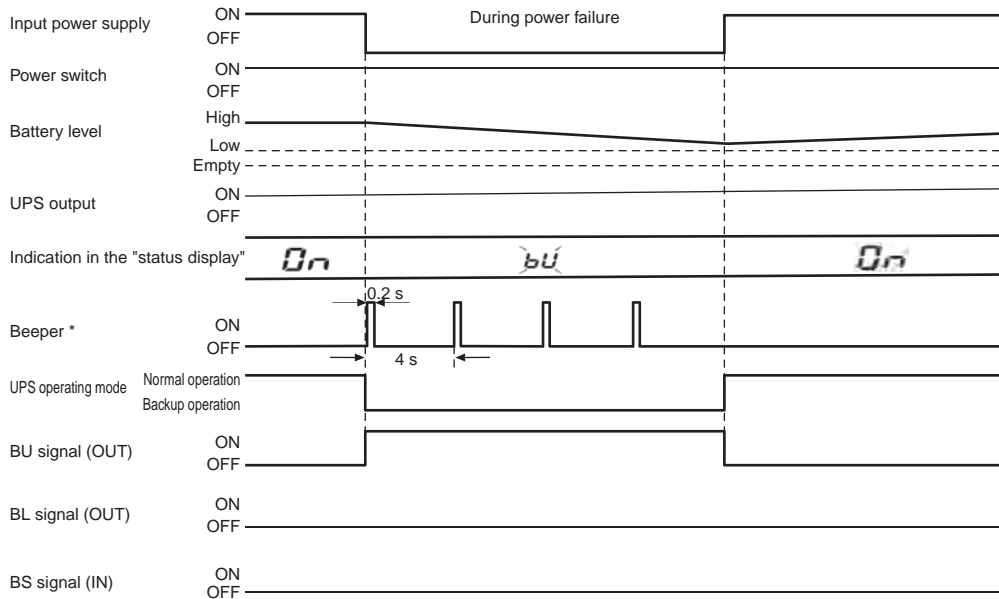 Input power supply
ON
OFF
During power failure
Power switch
ON
OFF
Battery level
High
Low
Empty
UPS output
ON
OFF
Indication in the "status display"
On
bU
On
Beeper *
ON
OFF
0.2 s
4 s
UPS operating mode
Normal operation
Backup operation
BU signal (OUT)
ON
OFF
BL signal (OUT)
ON
OFF
BS signal (IN)
ON
OFF